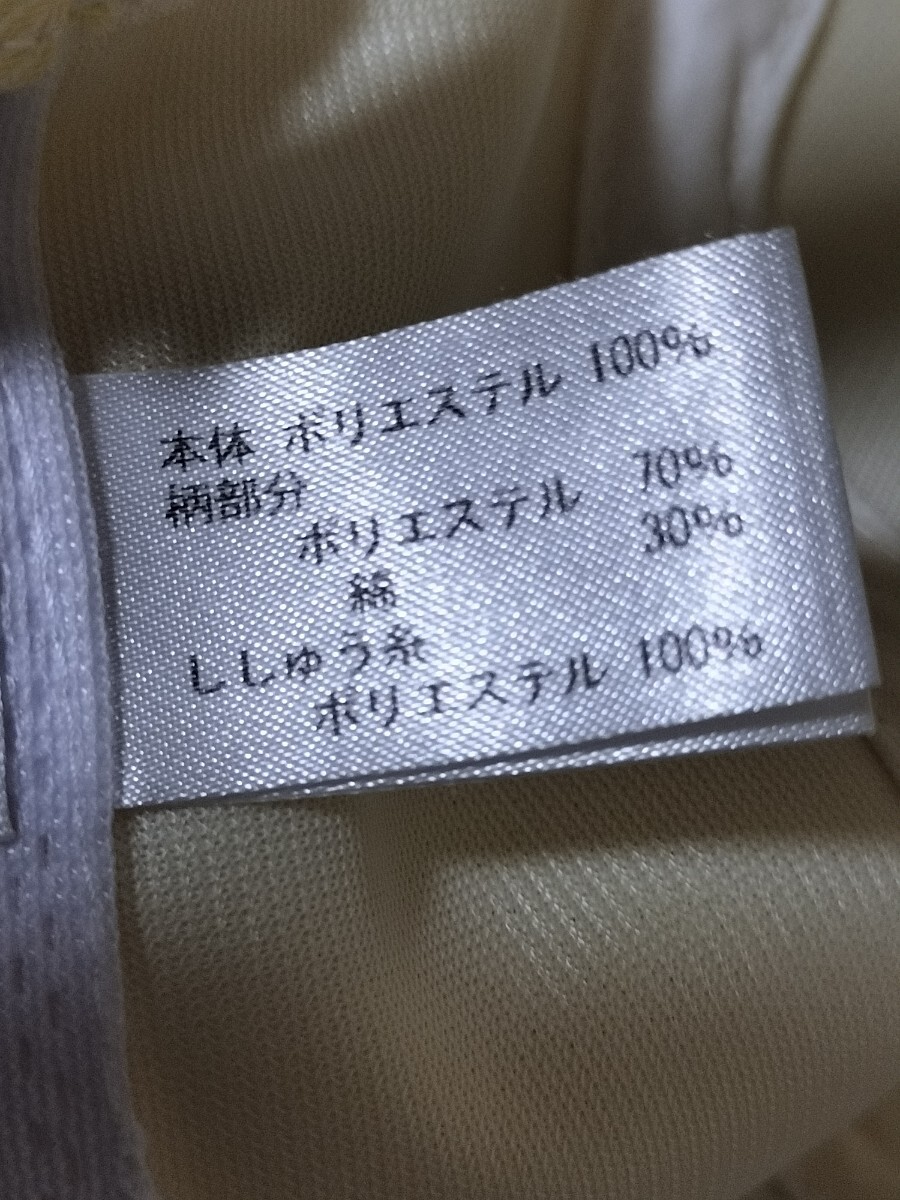 本体 ポリエステル 100%
柄部分
ポリエステル 70%
綿 30%
ししゅう糸
ポリエステル 100%